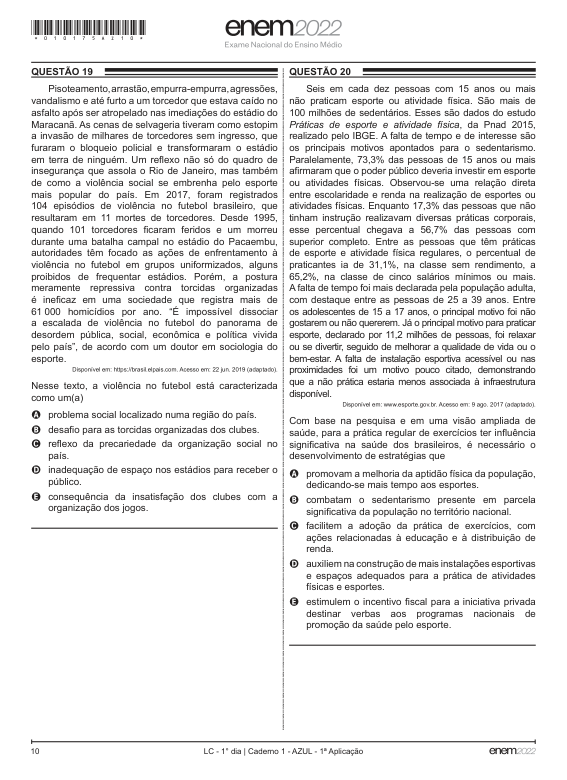 *010175AZ10*
enem2022
Exame Nacional do Ensino Médio
QUESTÃO 19
Pisoteamento, arrastão, empurra-empurra, agressões,
vandalismo e até furto a um torcedor que estava caído no
asfalto após ser atropelado nas imediações do estádio do
Maracanã. As cenas de selvageria tiveram como estopim
a invasão de milhares de torcedores sem ingresso, que
furaram o bloqueio policial e transformaram o estádio
em terra de ninguém. Um reflexo não só do quadro de
insegurança que assola o Rio de Janeiro, mas também
de como a violência social se embrenha pelo esporte
mais popular do país. Em 2017, foram registrados
104 episódios de violência no futebol brasileiro, que
resultaram em 11 mortes de torcedores. Desde 1995,
quando 101 torcedores ficaram feridos e um morreu
durante uma batalha campal no estádio do Pacaembu,
autoridades têm focado as ações de enfrentamento à
violência no futebol em grupos uniformizados, alguns
proibidos de frequentar estádios. Porém, a postura
meramente repressiva contra torcidas organizadas
é ineficaz em uma sociedade que registra mais de
61 000 homicídios por ano. “É impossível dissociar
a escalada de violência no futebol do panorama de
desordem pública, social, econômica e política vivida
pelo país”, de acordo com um doutor em sociologia do
esporte.
Disponível em: https://brasil.elpais.com. Acesso em: 22 jun. 2019 (adaptado).
Nesse texto, a violência no futebol está caracterizada
como um(a)
A problema social localizado numa região do país.
B desafio para as torcidas organizadas dos clubes.
C reflexo da precariedade da organização social no
país.
D inadequação de espaço nos estádios para receber o
público.
E consequência da insatisfação dos clubes com a
organização dos jogos.
QUESTÃO 20
Seis em cada dez pessoas com 15 anos ou mais
não praticam esporte ou atividade física. São mais de
100 milhões de sedentários. Esses são dados do estudo
Práticas de esporte e atividade física, da Pnad 2015,
realizado pelo IBGE. A falta de tempo e de interesse são
os principais motivos apontados para o sedentarismo.
Paralelamente, 73,3% das pessoas de 15 anos ou mais
afirmaram que o poder público deveria investir em esporte
ou atividades físicas. Observou-se uma relação direta
entre escolaridade e renda na realização de esportes ou
atividades físicas. Enquanto 17,3% das pessoas que não
tinham instrução realizavam diversas práticas corporais,
esse percentual chegava a 56,7% das pessoas com
superior completo. Entre as pessoas que têm práticas
de esporte e atividade física regulares, o percentual de
praticantes ia de 31,1%, na classe sem rendimento, a
65,2%, na classe de cinco salários mínimos ou mais.
A falta de tempo foi mais declarada pela população adulta,
com destaque entre as pessoas de 25 a 39 anos. Entre
os adolescentes de 15 a 17 anos, o principal motivo foi não
gostarem ou não quererem. Já o principal motivo para praticar
esporte, declarado por 11,2 milhões de pessoas, foi relaxar
ou se divertir, seguido de melhorar a qualidade de vida ou o
bem-estar. A falta de instalação esportiva acessível ou nas
proximidades foi um motivo pouco citado, demonstrando
que a não prática estaria menos associada à infraestrutura
disponível.
Disponível em: www.esporte.gov.br. Acesso em: 9 ago. 2017 (adaptado).
Com base na pesquisa e em uma visão ampliada de
saúde, para a prática regular de exercícios ter influência
significativa na saúde dos brasileiros, é necessário o
desenvolvimento de estratégias que
A promovam a melhoria da aptidão física da população,
dedicando-se mais tempo aos esportes.
B combatam o sedentarismo presente em parcela
significativa da população no território nacional.
C facilitem a adoção da prática de exercícios, com
ações relacionadas à educação e à distribuição de
renda.
D auxiliem na construção de mais instalações esportivas
e espaços adequados para a prática de atividades
físicas e esportes.
E estimulem o incentivo fiscal para a iniciativa privada
destinar verbas aos programas nacionais de
promoção da saúde pelo esporte.
10
LC - 1° dia | Caderno 1 - AZUL - 1ª Aplicação
enem2022